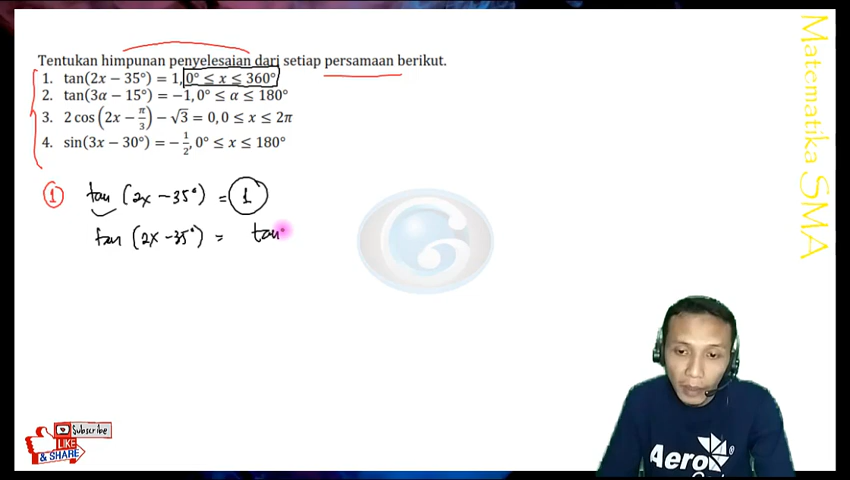 Tentukan himpunan penyelesaian dari setiap persamaan berikut.
1. tan(2x − 35°) = 1, 0° ≤ x ≤ 360°
2. tan(3α − 15°) = −1, 0° ≤ α ≤ 180°
3. 2 cos(2x − π/3) − √3 = 0, 0 ≤ x ≤ 2π
4. sin(3x − 30°) = −1/2, 0° ≤ x ≤ 180°
1 tan (2x − 35°) = 1
tan (2x − 35°) = tan
Matematika SMA
Subscribe
LIKE
& SHARE
Aero